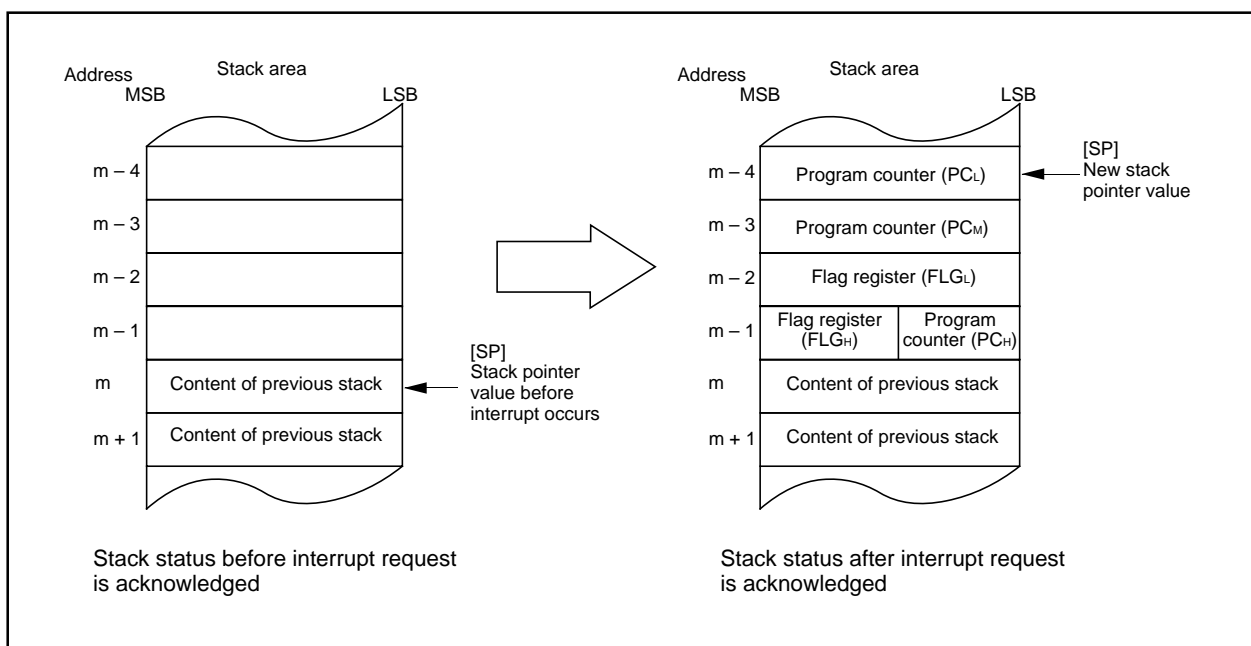 Address
Stack area
MSB
LSB
m – 4
m – 3
m – 2
m – 1
m
Content of previous stack
m + 1
Content of previous stack
[SP]
Stack pointer
value before
interrupt occurs
Stack status before interrupt request
is acknowledged
Address
Stack area
MSB
LSB
m – 4
Program counter (PCL)
[SP]
New stack
pointer value
m – 3
Program counter (PCM)
m – 2
Flag register (FLGL)
m – 1
Flag register
(FLGH)
Program
counter (PCH)
m
Content of previous stack
m + 1
Content of previous stack
Stack status after interrupt request
is acknowledged